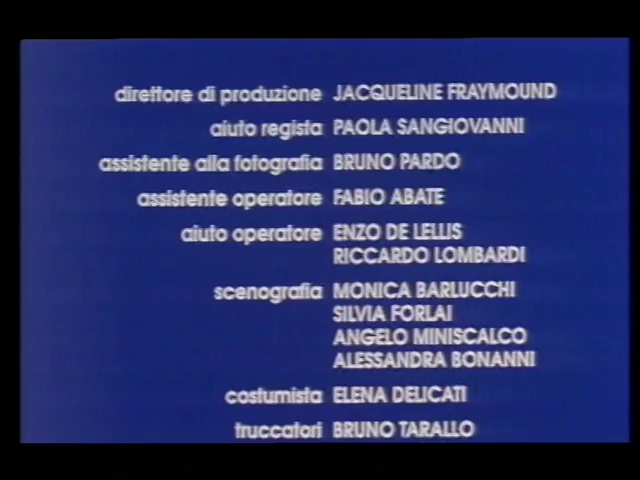 direttore di produzione JACQUELINE FRAYMOUND
aiuto regista PAOLA SANGIOVANNI
assistente alla fotografia BRUNO PARDO
assistente operatore FABIO ABATE
aiuto operatore ENZO DE LELLIS
RICCARDO LOMBARDI
scenografia MONICA BARLUCCHI
SILVIA FORLAI
ANGELO MINISCALCO
ALESSANDRA BONANNI
costumista ELENA DELICATI
truccatori BRUNO TARALLO